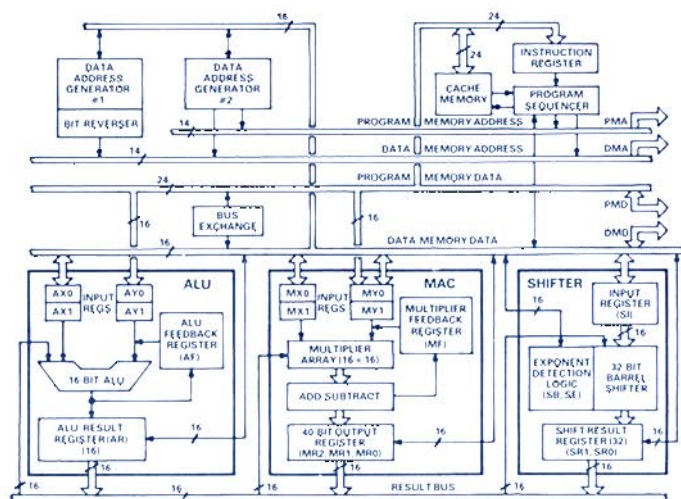 16
24
DATA
ADDRESS
GENERATOR
#1
BIT REVERSER
DATA
ADDRESS
GENERATOR
#2
24
CACHE
MEMORY
INSTRUCTION
REGISTER
PROGRAM
SEQUENCER
14
PROGRAM MEMORY ADDRESS
PMA
14
DATA MEMORY ADDRESS
DMA
24
PROGRAM MEMORY DATA
16
BUS
EXCHANGE
16
PMD
16
DATA MEMORY DATA
DMD
ALU
AX0
AX1
INPUT
REGS
AY0
AY1
ALU
FEEDBACK
REGISTER
(AF)
16 BIT ALU
ALU RESULT
REGISTER (AR)
(16)
16
16
MAC
MX0
MX1
INPUT
REGS
MY0
MY1
MULTIPLIER
FEEDBACK
REGISTER
(MF)
MULTIPLIER
ARRAY (16 × 16)
ADD SUBTRACT
40 BIT OUTPUT
REGISTER
(MR2, MR1, MR0)
16
16
SHIFTER
INPUT
REGISTER
(SI)
16
16
EXPONENT
DETECTION
LOGIC
(SB, SE)
32 BIT
BARREL
SHIFTER
SHIFT RESULT
REGISTER (32)
(SR1, SR0)
16
16
16
16
16
RESULT BUS